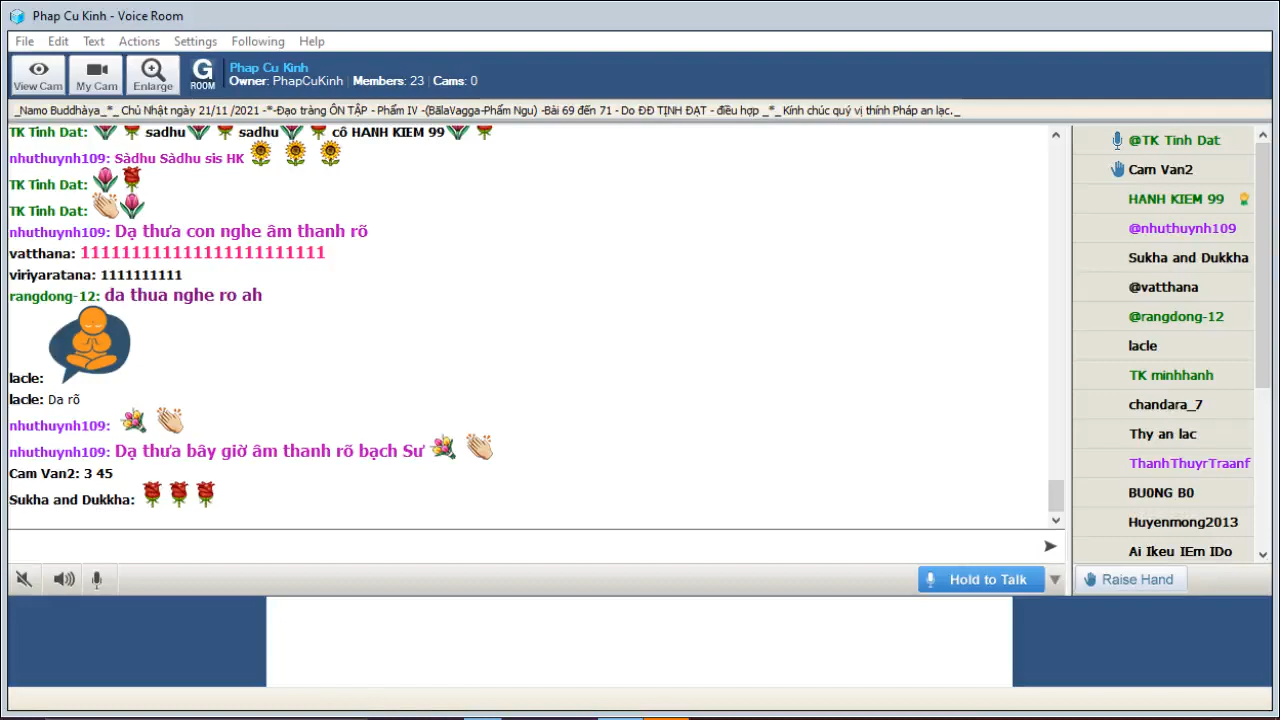 Phap Cu Kinh - Voice Room
File Edit Text Actions Settings Following Help
View Cam My Cam Enlarge G ROOM
Phap Cu Kinh
Owner: PhapCuKinh Members: 23 Cams: 0
_Namo Buddhàya_*_ Chủ Nhật ngày 21/11 /2021 -*-Đạo tràng ÔN TẬP - Phẩm IV -(BãlaVagga-Phẩm Ngu) -Bài 69 đến 71 - Do ĐĐ TỊNH ĐẠT - điều hợp _*_ Kính chúc quý vị thính Pháp an lạc._
TK Tinh Dat: sadhu sadhu cô HANH KIEM 99
nhuthuynh109: Sàdhu Sàdhu sis HK
TK Tinh Dat:
TK Tinh Dat:
nhuthuynh109: Dạ thưa con nghe âm thanh rõ
vatthana: 111111111111111111111111
viriyaratana: 1111111111
rangdong-12: da thua nghe ro ah
lacle:
lacle: Dạ rõ
nhuthuynh109:
nhuthuynh109: Dạ thưa bây giờ âm thanh rõ bạch Sư
Cam Van2: 3 45
Sukha and Dukkha:
@TK Tinh Dat
Cam Van2
HANH KIEM 99
@nhuthuynh109
Sukha and Dukkha
@vatthana
@rangdong-12
lacle
TK minhhanh
chandara_7
Thy an lac
ThanhThuyrTraanf
BU0NG B0
Huyenmong2013
Ai Ikeu IEm IDo
Hold to Talk
Raise Hand